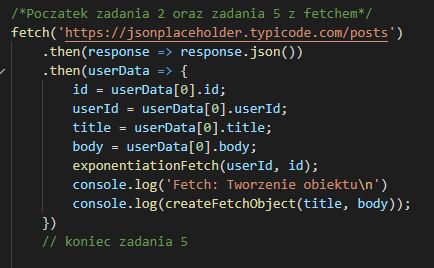 /*Poczatek zadania 2 oraz zadania 5 z fetchem*/
fetch('https://jsonplaceholder.typicode.com/posts')
.then(response => response.json())
.then(userData => {
id = userData[0].id;
userId = userData[0].userId;
title = userData[0].title;
body = userData[0].body;
exponentiationFetch(userId, id);
console.log('Fetch: Tworzenie obiektu\n')
console.log(createFetchObject(title, body));
})
// koniec zadania 5